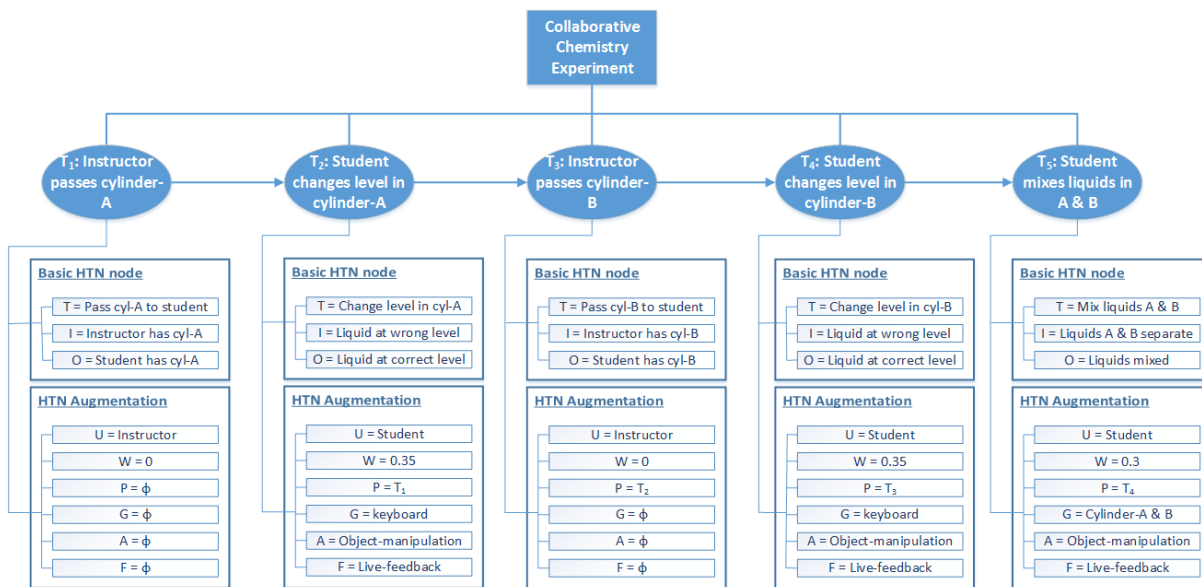 Collaborative
Chemistry
Experiment
T₁: Instructor
passes cylinder-
A
T₂: Student
changes level in
cylinder-A
T₃: Instructor
passes cylinder-
B
T₄: Student
changes level in
cylinder-B
T₅: Student
mixes liquids in
A & B
Basic HTN node
T = Pass cyl-A to student
I = Instructor has cyl-A
O = Student has cyl-A
HTN Augmentation
U = Instructor
W = 0
P = ϕ
G = ϕ
A = ϕ
F = ϕ
Basic HTN node
T = Change level in cyl-A
I = Liquid at wrong level
O = Liquid at correct level
HTN Augmentation
U = Student
W = 0.35
P = T₁
G = keyboard
A = Object-manipulation
F = Live-feedback
Basic HTN node
T = Pass cyl-B to student
I = Instructor has cyl-B
O = Student has cyl-B
HTN Augmentation
U = Instructor
W = 0
P = T₂
G = ϕ
A = ϕ
F = ϕ
Basic HTN node
T = Change level in cyl-B
I = Liquid at wrong level
O = Liquid at correct level
HTN Augmentation
U = Student
W = 0.35
P = T₃
G = keyboard
A = Object-manipulation
F = Live-feedback
Basic HTN node
T = Mix liquids A & B
I = Liquids A & B separate
O = Liquids mixed
HTN Augmentation
U = Student
W = 0.3
P = T₄
G = Cylinder-A & B
A = Object-manipulation
F = Live-feedback